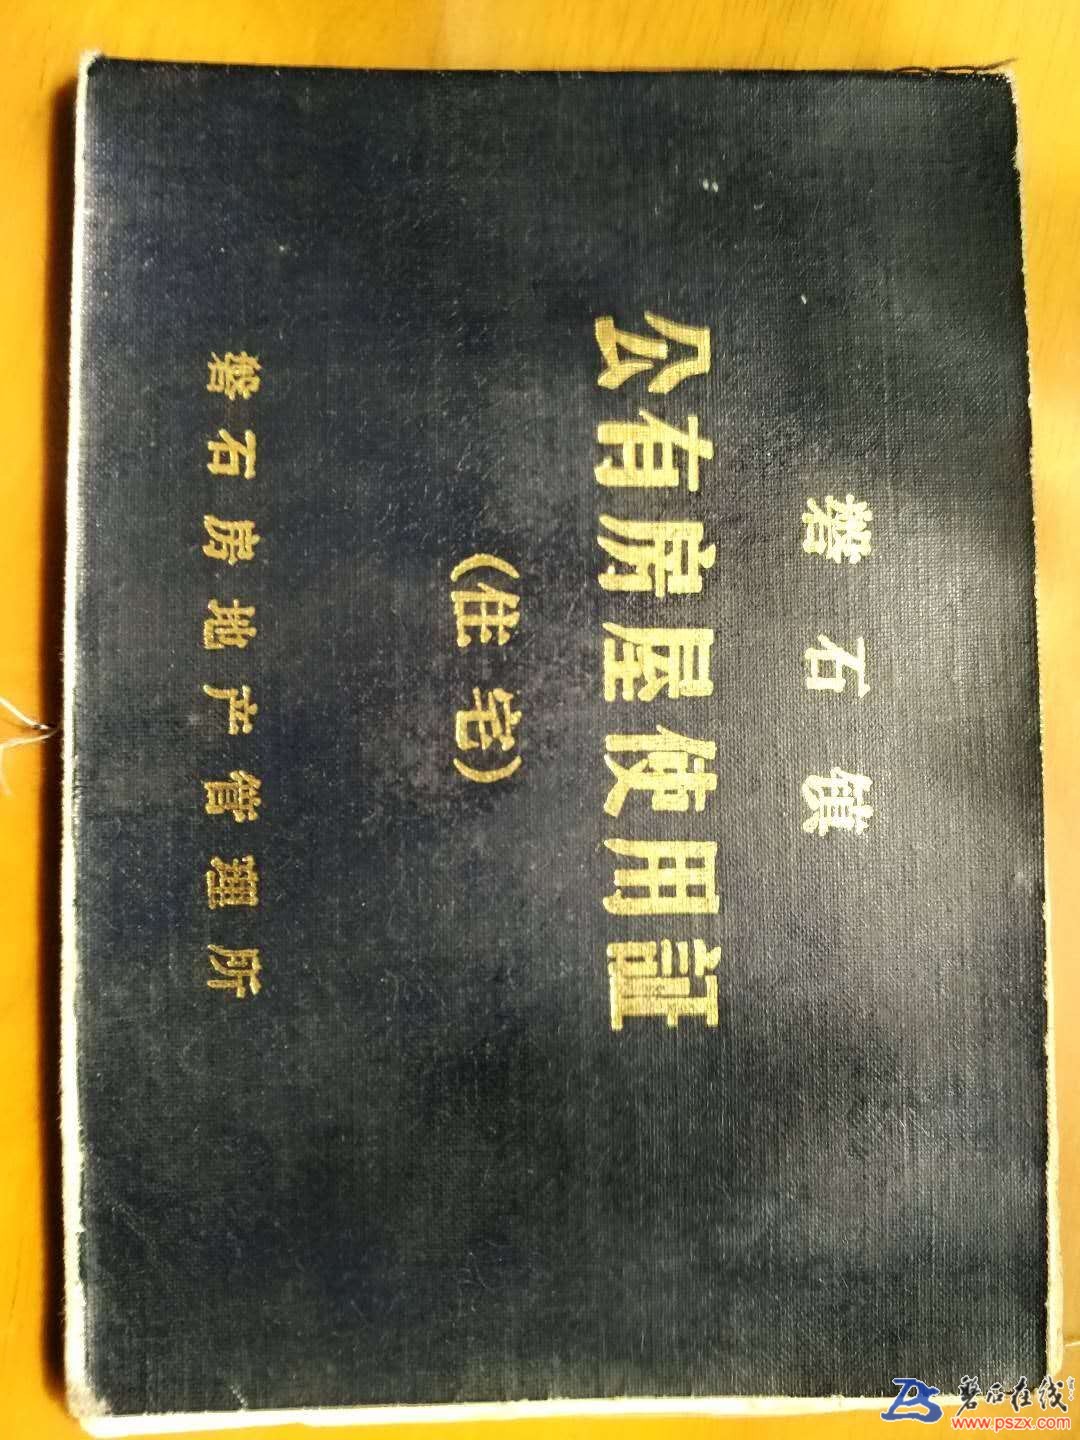 磐石镇
公有房屋使用証
(住宅)
磐石房地产管理所
磐石在线
www.pszx.com